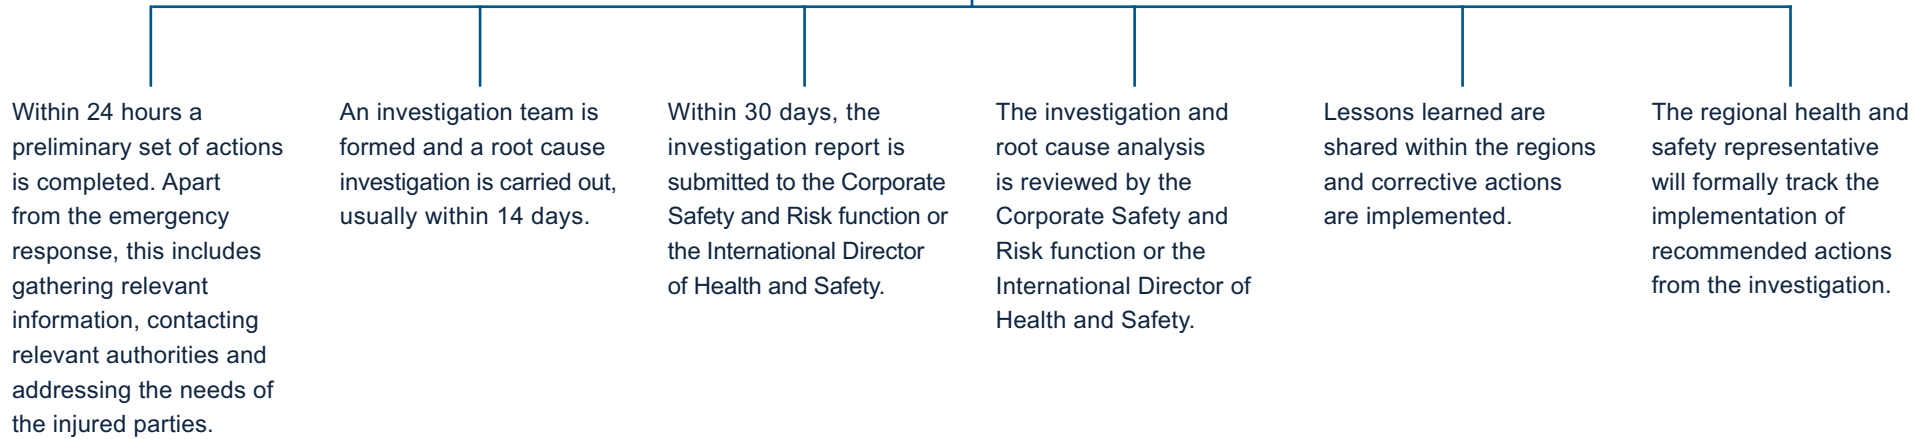 Within 24 hours a
preliminary set of actions
is completed. Apart
from the emergency
response, this includes
gathering relevant
information, contacting
relevant authorities and
addressing the needs of
the injured parties.
An investigation team is
formed and a root cause
investigation is carried out,
usually within 14 days.
Within 30 days, the
investigation report is
submitted to the Corporate
Safety and Risk function or
the International Director
of Health and Safety.
The investigation and
root cause analysis
is reviewed by the
Corporate Safety and
Risk function or the
International Director of
Health and Safety.
Lessons learned are
shared within the regions
and corrective actions
are implemented.
The regional health and
safety representative
will formally track the
implementation of
recommended actions
from the investigation.